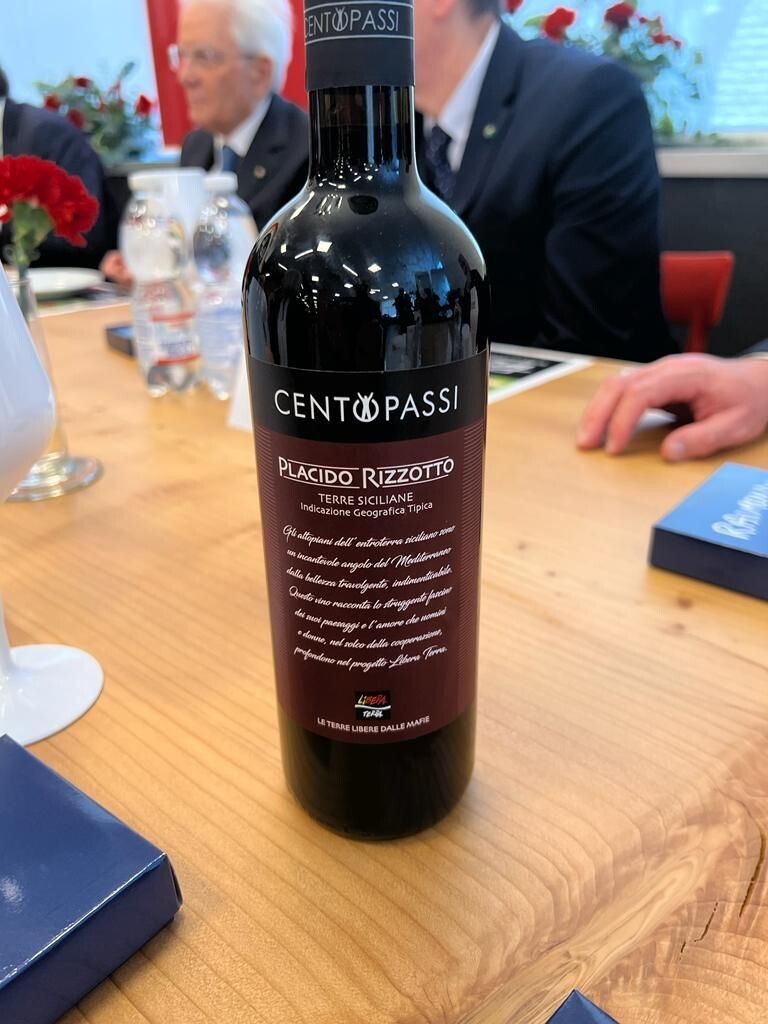 CENTOPASSI
CENTOPASSI
PLACIDO RIZZOTTO
TERRE SICILIANE
Indicazione Geografica Tipica
Gli altopiani dell'entroterra siciliano sono
un incantevole angolo del Mediterraneo
dalla bellezza travolgente, indimenticabile.
Questo vino racconta lo struggente fascino
dei suoi paesaggi e l'amore che uomini
e donne, nel solco della cooperazione,
profondono nel progetto Libera Terra.
LIBERA
TERRA
LE TERRE LIBERE DALLE MAFIE